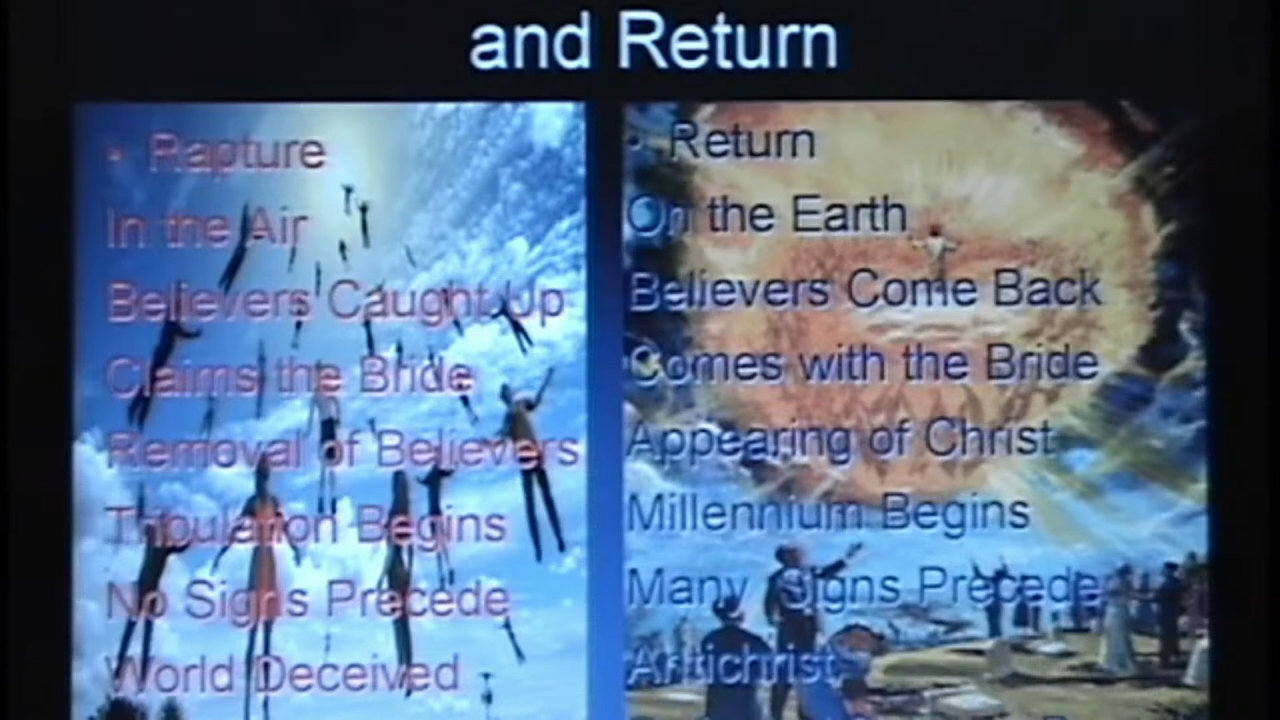 and Return
• Rapture
In the Air
Believers Caught Up
Claims the Bride
Removal of Believers
Tribulation Begins
No Signs Precede
World Deceived
• Return
On the Earth
Believers Come Back
Comes with the Bride
Appearing of Christ
Millennium Begins
Many Signs Precede
Antichrist